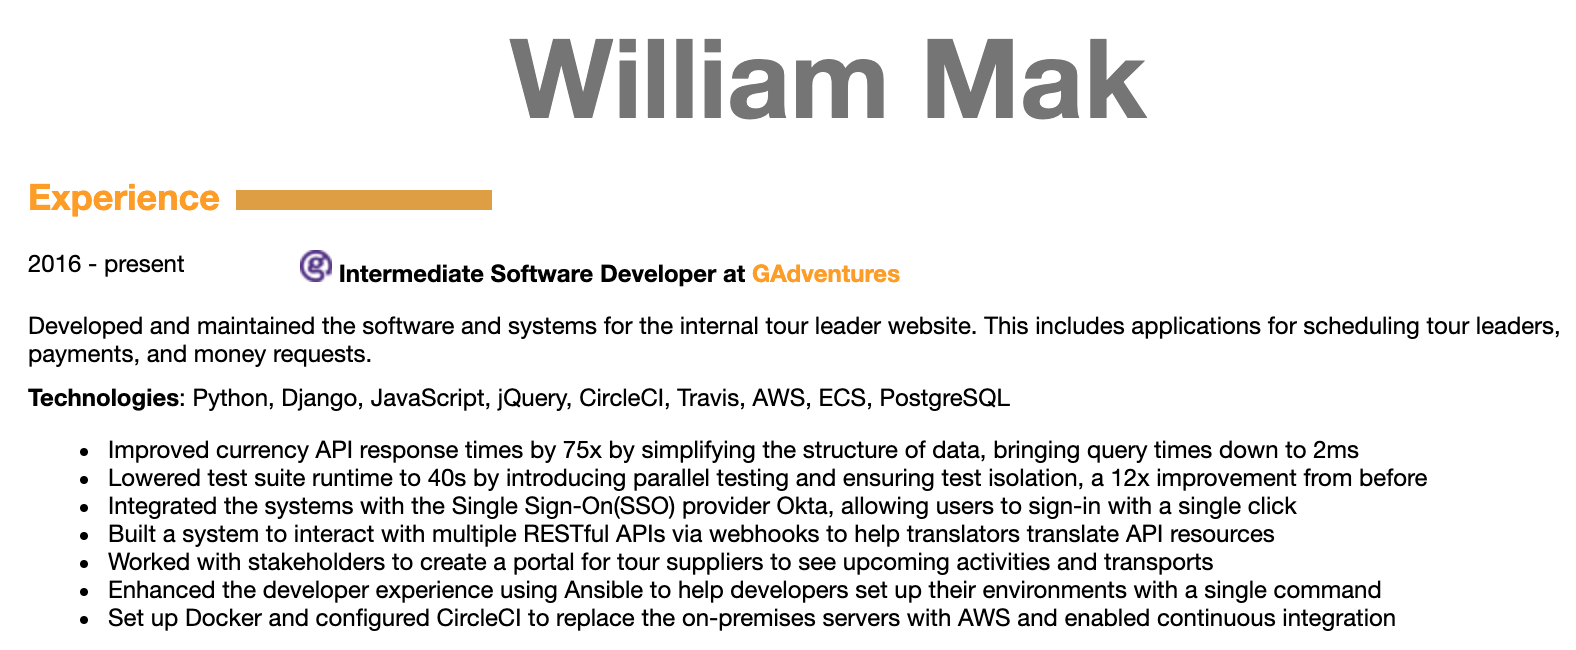 William Mak
Experience
2016 - present
Intermediate Software Developer at GAdventures
Developed and maintained the software and systems for the internal tour leader website. This includes applications for scheduling tour leaders,
payments, and money requests.
Technologies: Python, Django, JavaScript, jQuery, CircleCI, Travis, AWS, ECS, PostgreSQL
• Improved currency API response times by 75x by simplifying the structure of data, bringing query times down to 2ms
• Lowered test suite runtime to 40s by introducing parallel testing and ensuring test isolation, a 12x improvement from before
• Integrated the systems with the Single Sign-On(SSO) provider Okta, allowing users to sign-in with a single click
• Built a system to interact with multiple RESTful APIs via webhooks to help translators translate API resources
• Worked with stakeholders to create a portal for tour suppliers to see upcoming activities and transports
• Enhanced the developer experience using Ansible to help developers set up their environments with a single command
• Set up Docker and configured CircleCI to replace the on-premises servers with AWS and enabled continuous integration